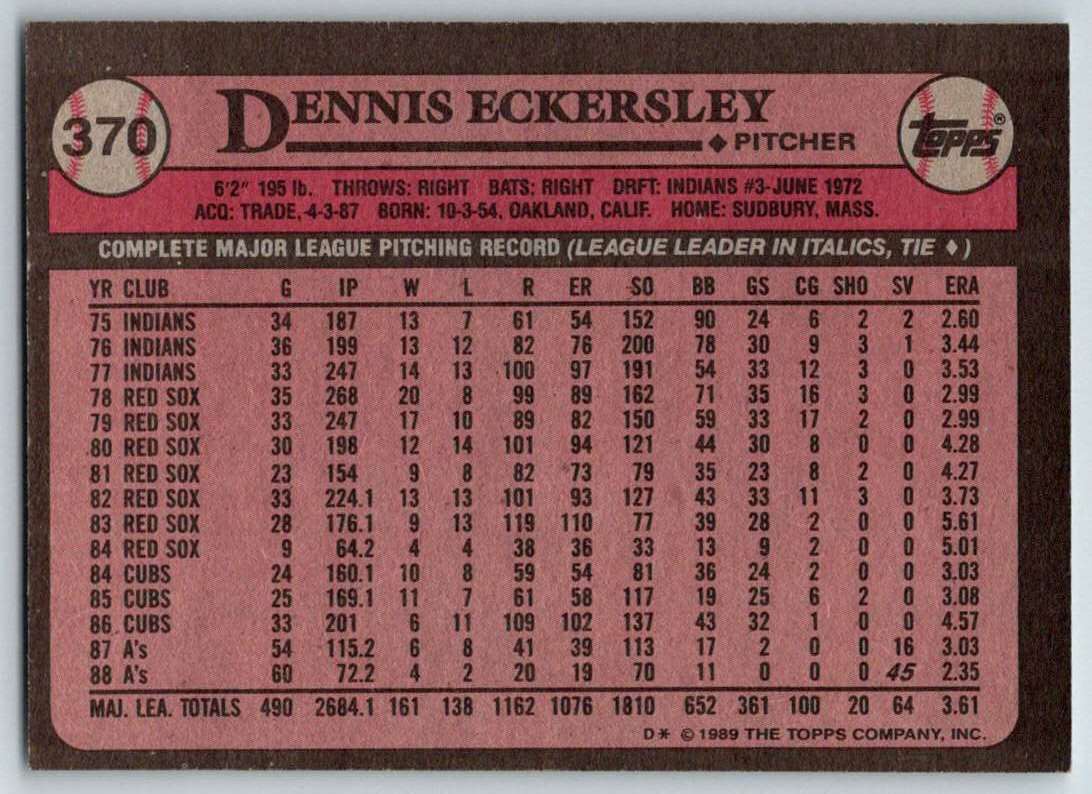 370
DENNIS ECKERSLEY
◆ PITCHER
topps®
6'2" 195 lb. THROWS: RIGHT BATS: RIGHT DRFT: INDIANS #3-JUNE 1972
ACQ: TRADE,-4-3-87 BORN: 10-3-54, OAKLAND, CALIF. HOME: SUDBURY, MASS.
COMPLETE MAJOR LEAGUE PITCHING RECORD (LEAGUE LEADER IN ITALICS, TIE ◆)
YR CLUB G IP W L R ER SO BB GS CG SHO SV ERA
75 INDIANS 34 187 13 7 61 54 152 90 24 6 2 2 2.60
76 INDIANS 36 199 13 12 82 76 200 78 30 9 3 1 3.44
77 INDIANS 33 247 14 13 100 97 191 54 33 12 3 0 3.53
78 RED SOX 35 268 20 8 99 89 162 71 35 16 3 0 2.99
79 RED SOX 33 247 17 10 89 82 150 59 33 17 2 0 2.99
80 RED SOX 30 198 12 14 101 94 121 44 30 8 0 0 4.28
81 RED SOX 23 154 9 8 82 73 79 35 23 8 2 0 4.27
82 RED SOX 33 224.1 13 13 101 93 127 43 33 11 3 0 3.73
83 RED SOX 28 176.1 9 13 119 110 77 39 28 2 0 0 5.61
84 RED SOX 9 64.2 4 4 38 36 33 13 9 2 0 0 5.01
84 CUBS 24 160.1 10 8 59 54 81 36 24 2 0 0 3.03
85 CUBS 25 169.1 11 7 61 58 117 19 25 6 2 0 3.08
86 CUBS 33 201 6 11 109 102 137 43 32 1 0 0 4.57
87 A's 54 115.2 6 8 41 39 113 17 2 0 0 16 3.03
88 A's 60 72.2 4 2 20 19 70 11 0 0 0 45 2.35
MAJ. LEA. TOTALS 490 2684.1 161 138 1162 1076 1810 652 361 100 20 64 3.61
D* © 1989 THE TOPPS COMPANY, INC.